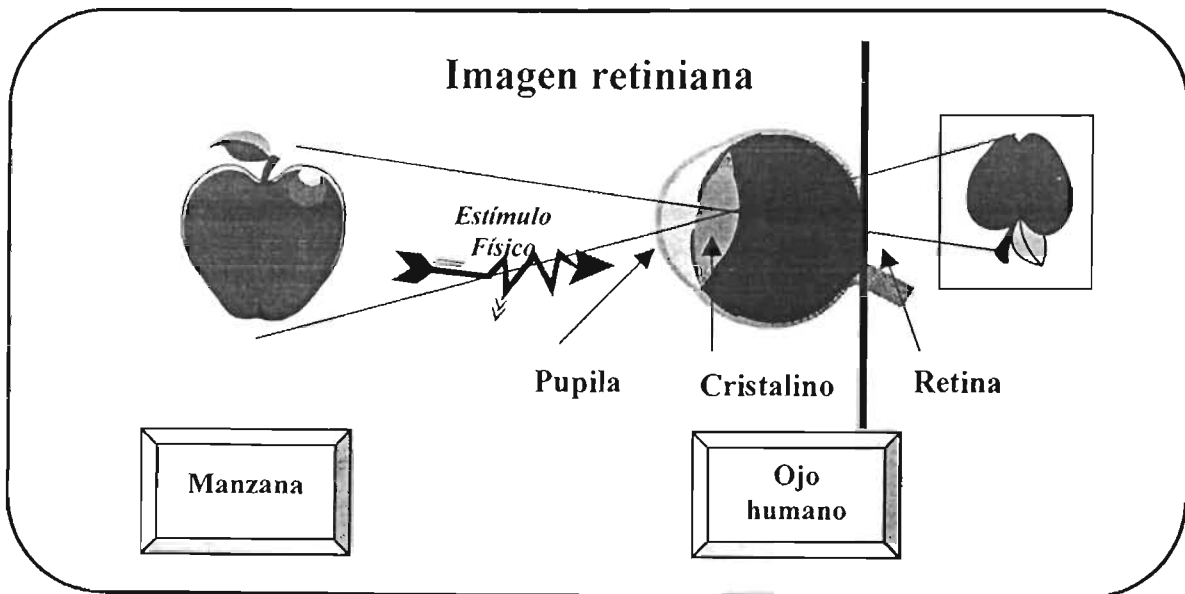 Imagen retiniana
Estímulo
Físico
Pupila
Cristalino
Retina
Manzana
Ojo
humano